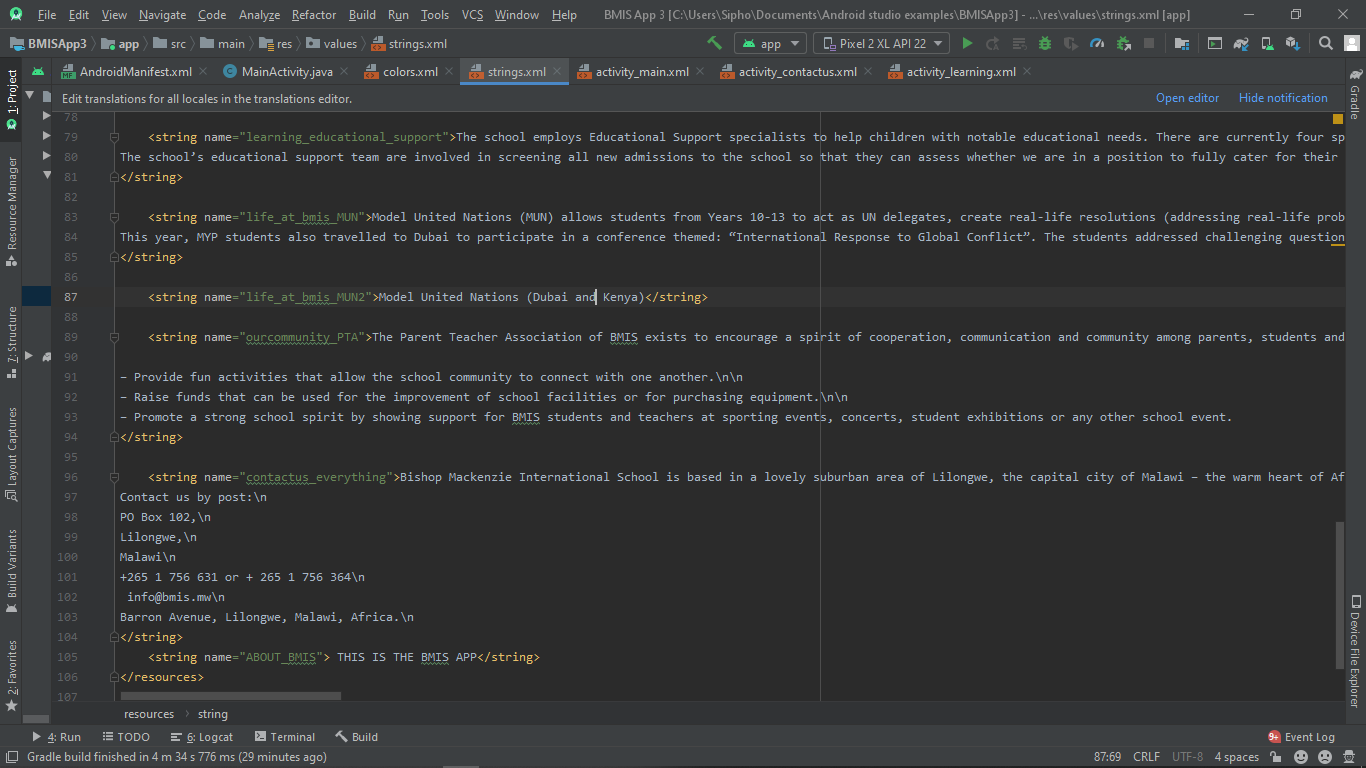 File Edit View Navigate Code Analyze Refactor Build Run Tools VCS Window Help BMIS App 3 [C:\Users\Sipho\Documents\Android studio examples\BMISApp3] - ...\res\values\strings.xml [app]
BMISApp3 app src main res values strings.xml app Pixel 2 XL API 22
AndroidManifest.xml MainActivity.java colors.xml strings.xml activity_main.xml activity_contactus.xml activity_learning.xml
Edit translations for all locales in the translations editor. Open editor Hide notification
78
79 <string name="learning_educational_support">The school employs Educational Support specialists to help children with notable educational needs. There are currently four sp
80 The school’s educational support team are involved in screening all new admissions to the school so that they can assess whether we are in a position to fully cater for their
81 </string>
82
83 <string name="life_at_bmis_MUN">Model United Nations (MUN) allows students from Years 10-13 to act as UN delegates, create real-life resolutions (addressing real-life prob
84 This year, MYP students also travelled to Dubai to participate in a conference themed: “International Response to Global Conflict”. The students addressed challenging question
85 </string>
86
87 <string name="life_at_bmis_MUN2">Model United Nations (Dubai and Kenya)</string>
88
89 <string name="ourcommunity_PTA">The Parent Teacher Association of BMIS exists to encourage a spirit of cooperation, communication and community among parents, students and
90
91 – Provide fun activities that allow the school community to connect with one another.\n\n
92 – Raise funds that can be used for the improvement of school facilities or for purchasing equipment.\n\n
93 – Promote a strong school spirit by showing support for BMIS students and teachers at sporting events, concerts, student exhibitions or any other school event.
94 </string>
95
96 <string name="contactus_everything">Bishop Mackenzie International School is based in a lovely suburban area of Lilongwe, the capital city of Malawi – the warm heart of Af
97 Contact us by post:\n
98 PO Box 102,\n
99 Lilongwe,\n
100 Malawi\n
101 +265 1 756 631 or + 265 1 756 364\n
102 info@bmis.mw\n
103 Barron Avenue, Lilongwe, Malawi, Africa.\n
104 </string>
105 <string name="ABOUT_BMIS"> THIS IS THE BMIS APP</string>
106 </resources>
107
1: Project
Resource Manager
7: Structure
Layout Captures
Build Variants
2: Favorites
Gradle
Device File Explorer
resources string
4: Run TODO 6: Logcat Terminal Build 9+ Event Log
Gradle build finished in 4 m 34 s 776 ms (29 minutes ago) 87:69 CRLF UTF-8 4 spaces